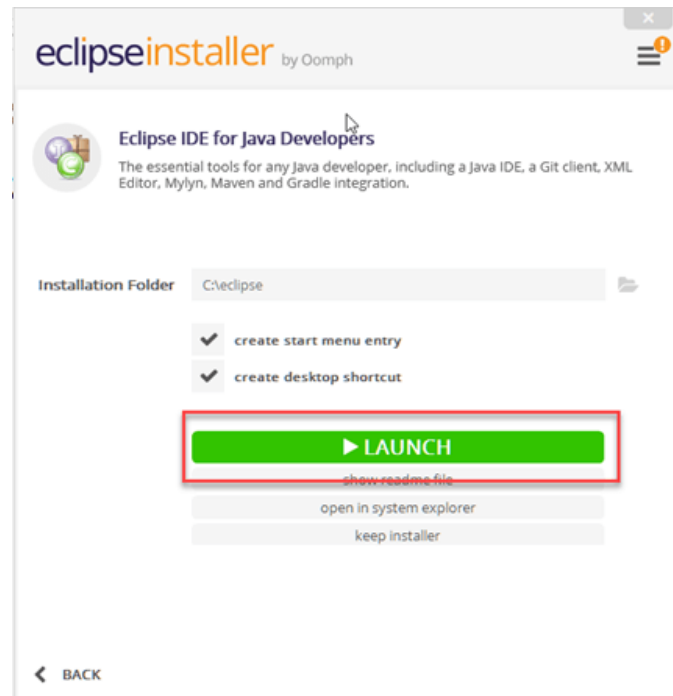 eclipseinstaller by Oomph
Eclipse IDE for Java Developers
The essential tools for any Java developer, including a Java IDE, a Git client, XML
Editor, Mylyn, Maven and Gradle integration.
Installation Folder C:\eclipse
create start menu entry
create desktop shortcut
LAUNCH
show readme file
open in system explorer
keep installer
BACK